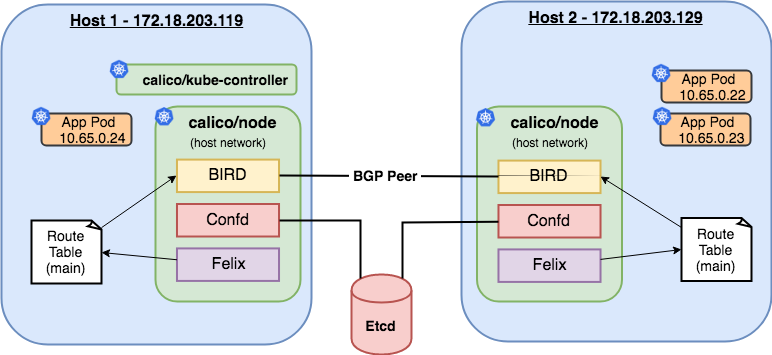 Host 1 - 172.18.203.119
calico/kube-controller
App Pod
10.65.0.24
calico/node
(host network)
BIRD
Confd
Felix
Route
Table
(main)
BGP Peer
Etcd
Host 2 - 172.18.203.129
App Pod
10.65.0.22
App Pod
10.65.0.23
calico/node
(host network)
BIRD
Confd
Felix
Route
Table
(main)